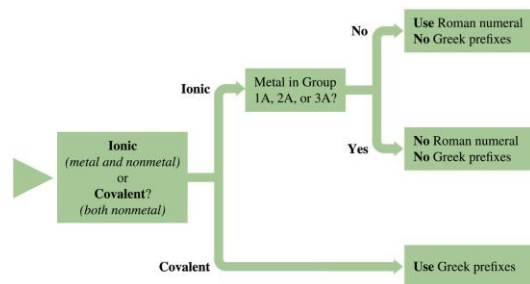 No
Use Roman numeral
No Greek prefixes
Ionic
Metal in Group
1A, 2A, or 3A?
Ionic
(metal and nonmetal)
or
Covalent?
(both nonmetal)
Yes
No Roman numeral
No Greek prefixes
Covalent
Use Greek prefixes